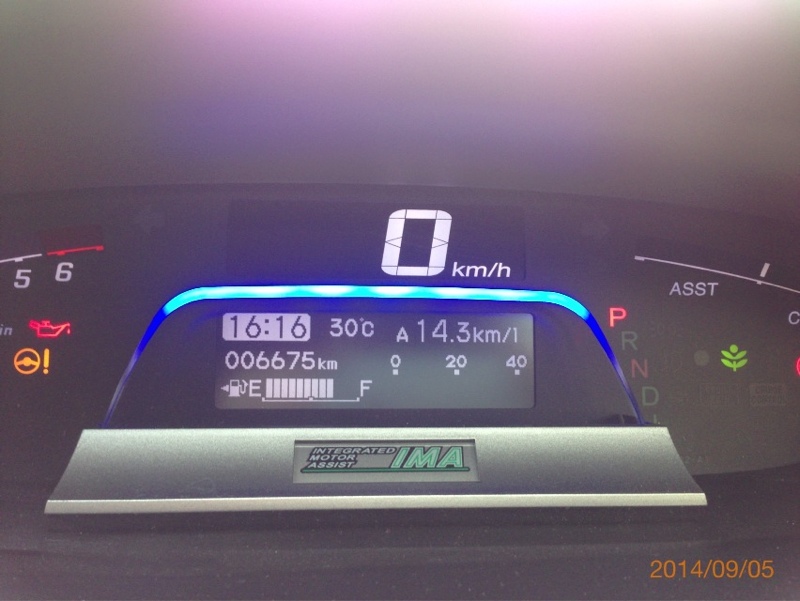 0 km/h
5 6
ASST
16:16 30°C A 14.3km/l
006675km 0 20 40
E F
P
R
N
D
L
INTEGRATED
MOTOR
ASSIST
IMA
2014/09/05